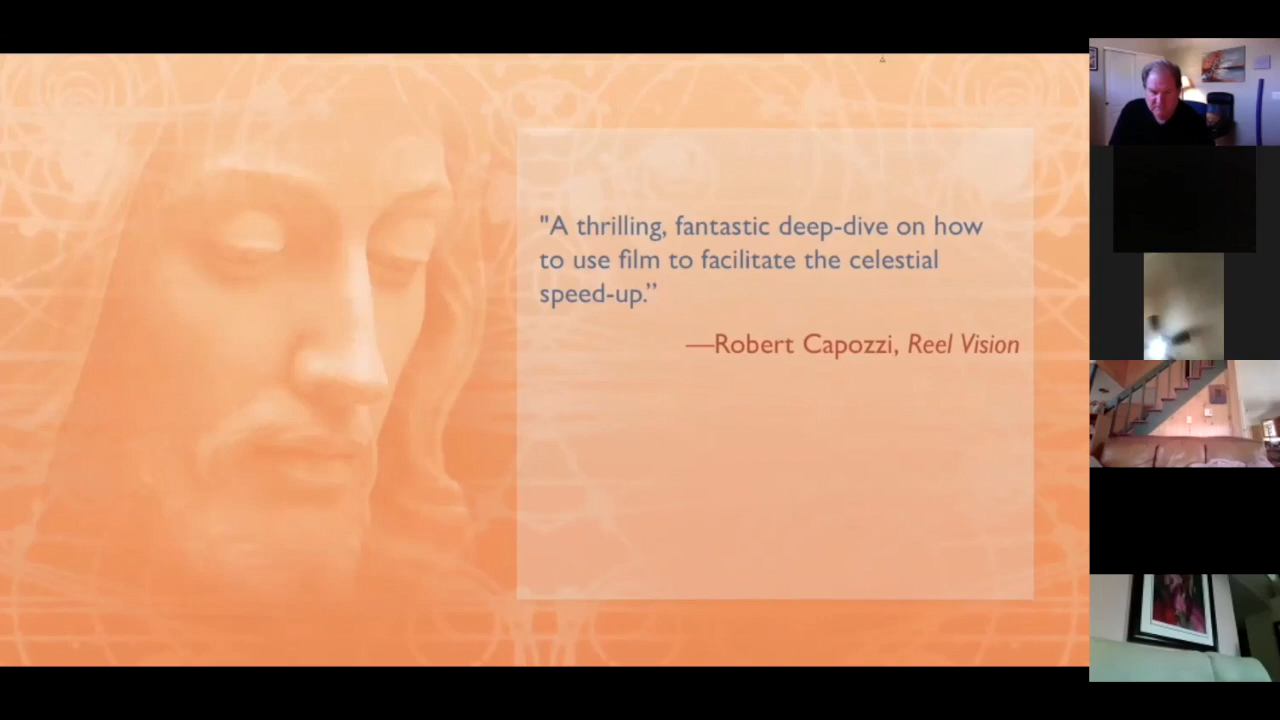 "A thrilling, fantastic deep-dive on how
to use film to facilitate the celestial
speed-up.”
—Robert Capozzi, Reel Vision